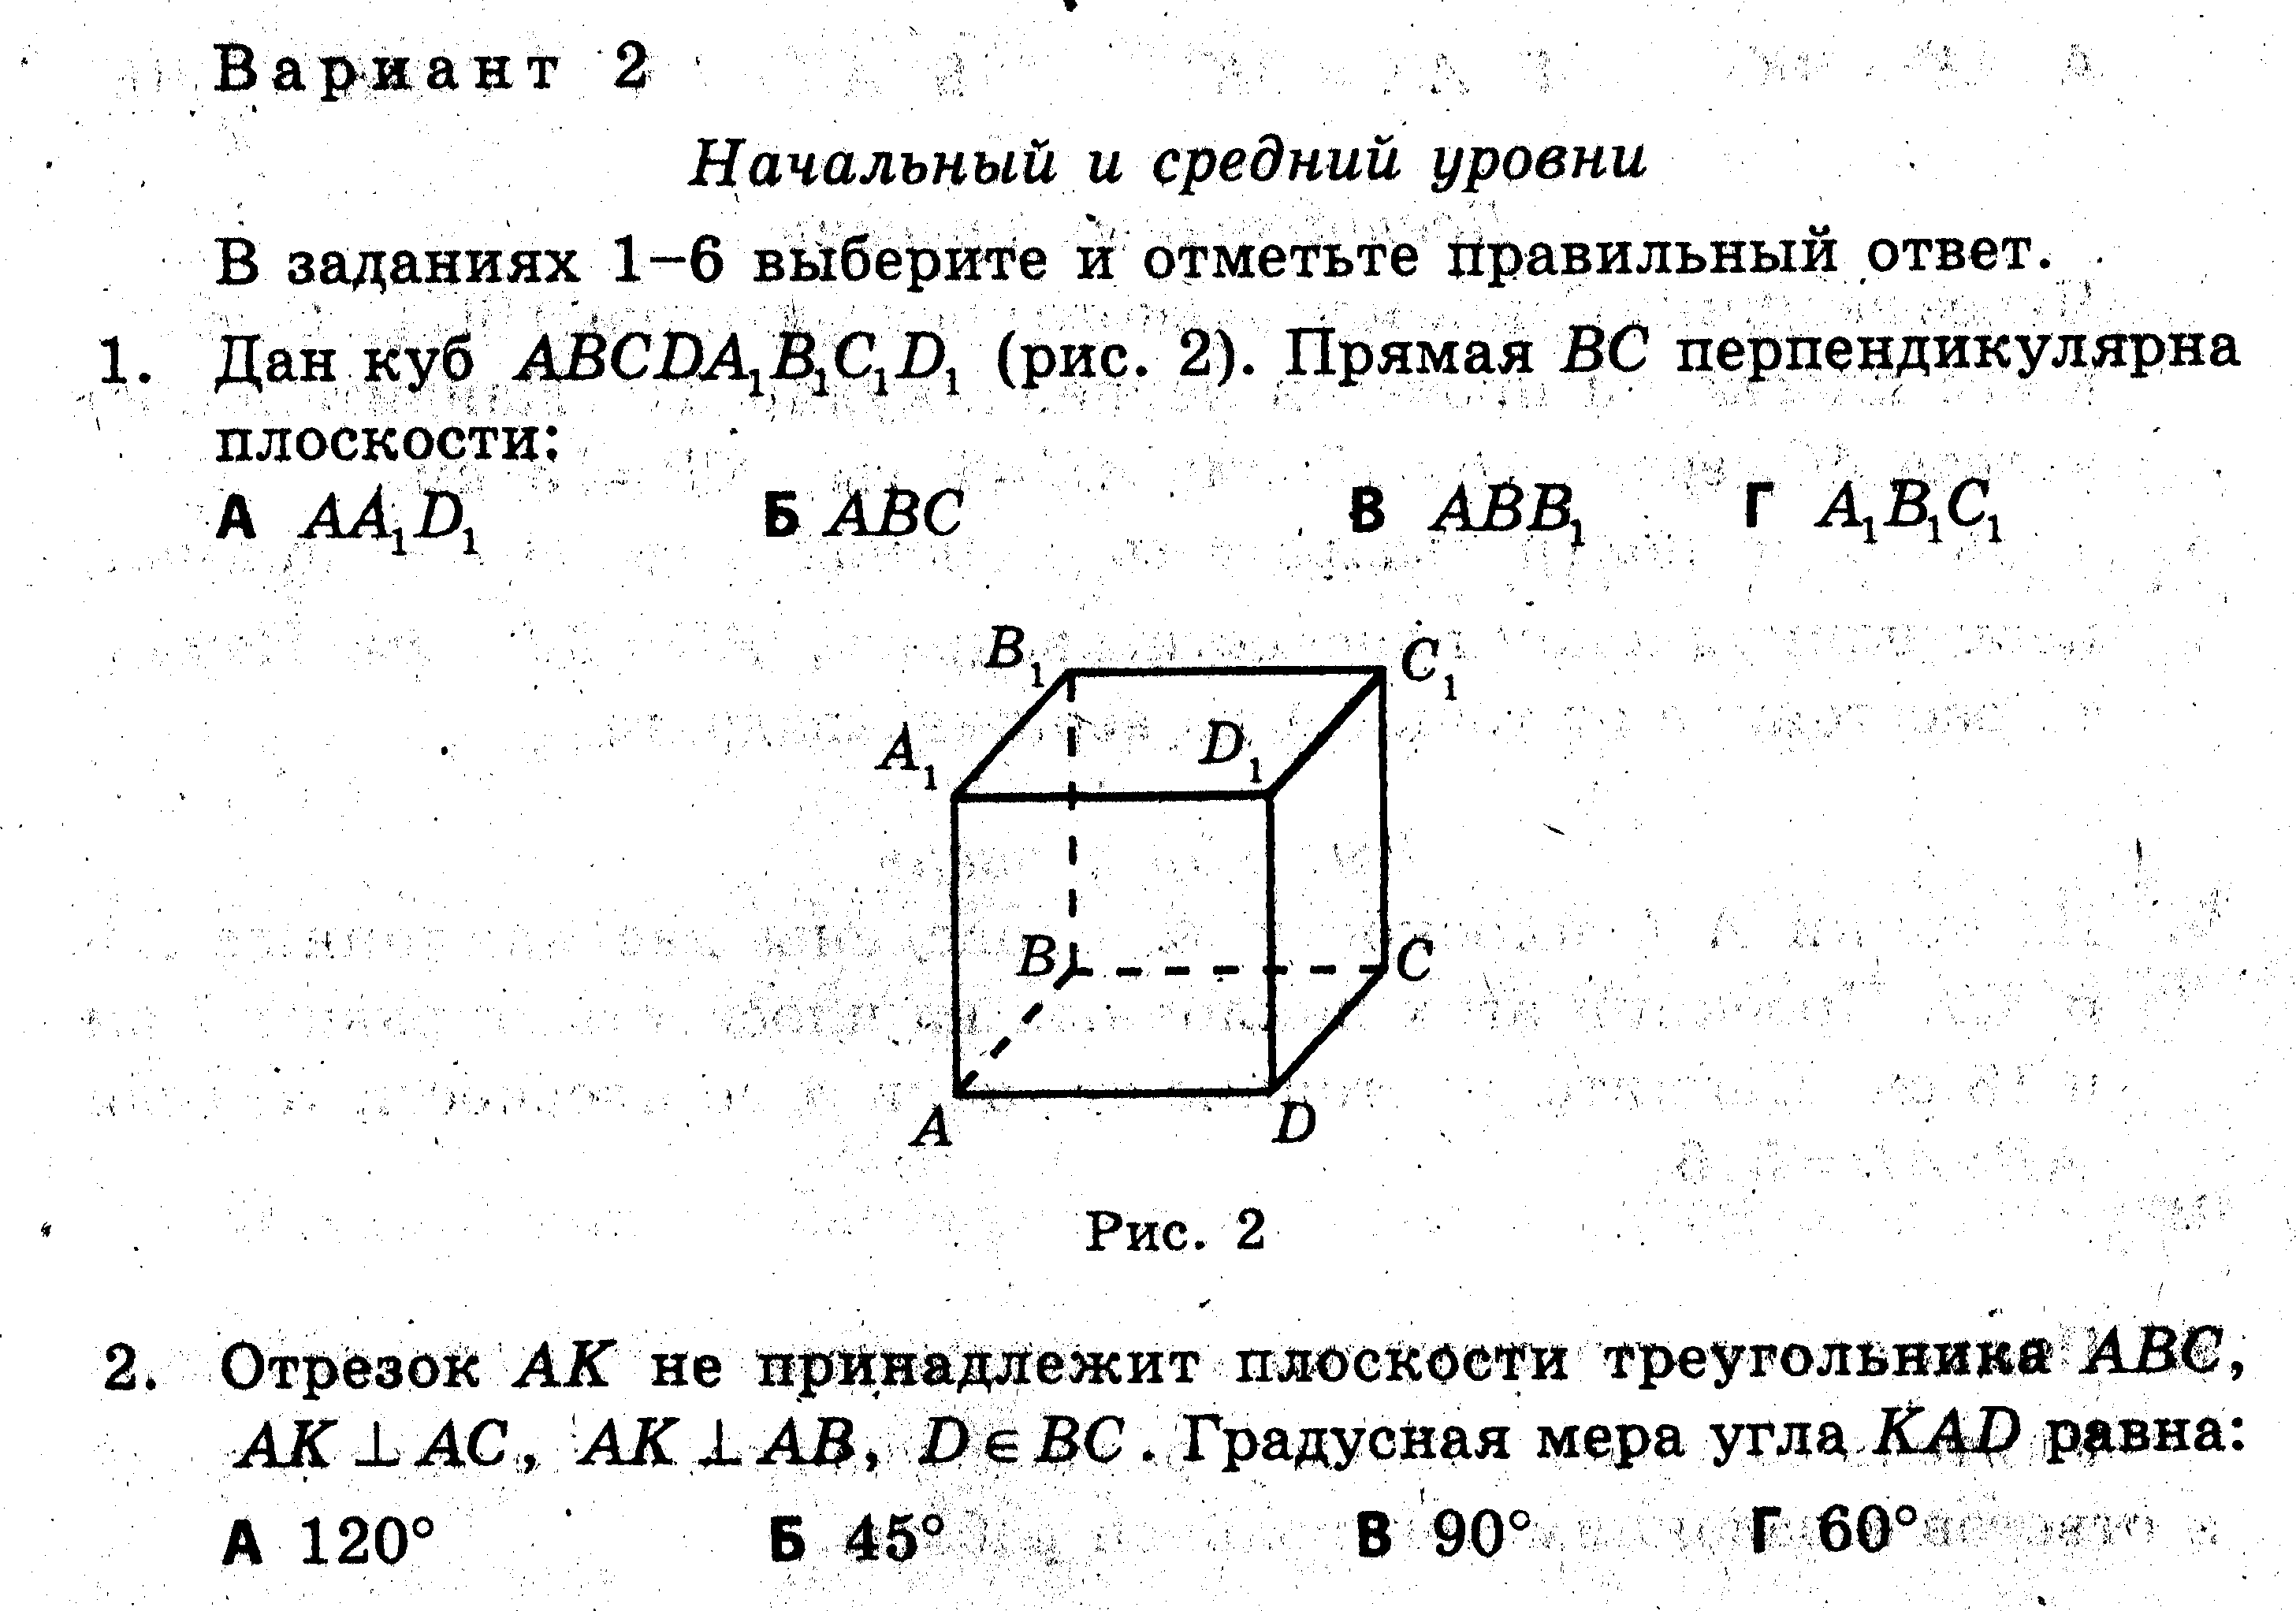 Вариант 2
Начальный и средний уровни
В заданиях 1–6 выберите и отметьте правильный ответ.
1. Дан куб ABCDA₁B₁C₁D₁ (рис. 2). Прямая BC перпендикулярна
плоскости:
А AA₁D₁ Б ABC В ABB₁ Г A₁B₁C₁
B₁ C₁
A₁ D₁
B C
A D
Рис. 2
2. Отрезок AK не принадлежит плоскости треугольника ABC,
AK ⊥ AC, AK ⊥ AB, D ∈ BC. Градусная мера угла KAD равна:
А 120° Б 45° В 90° Г 60°